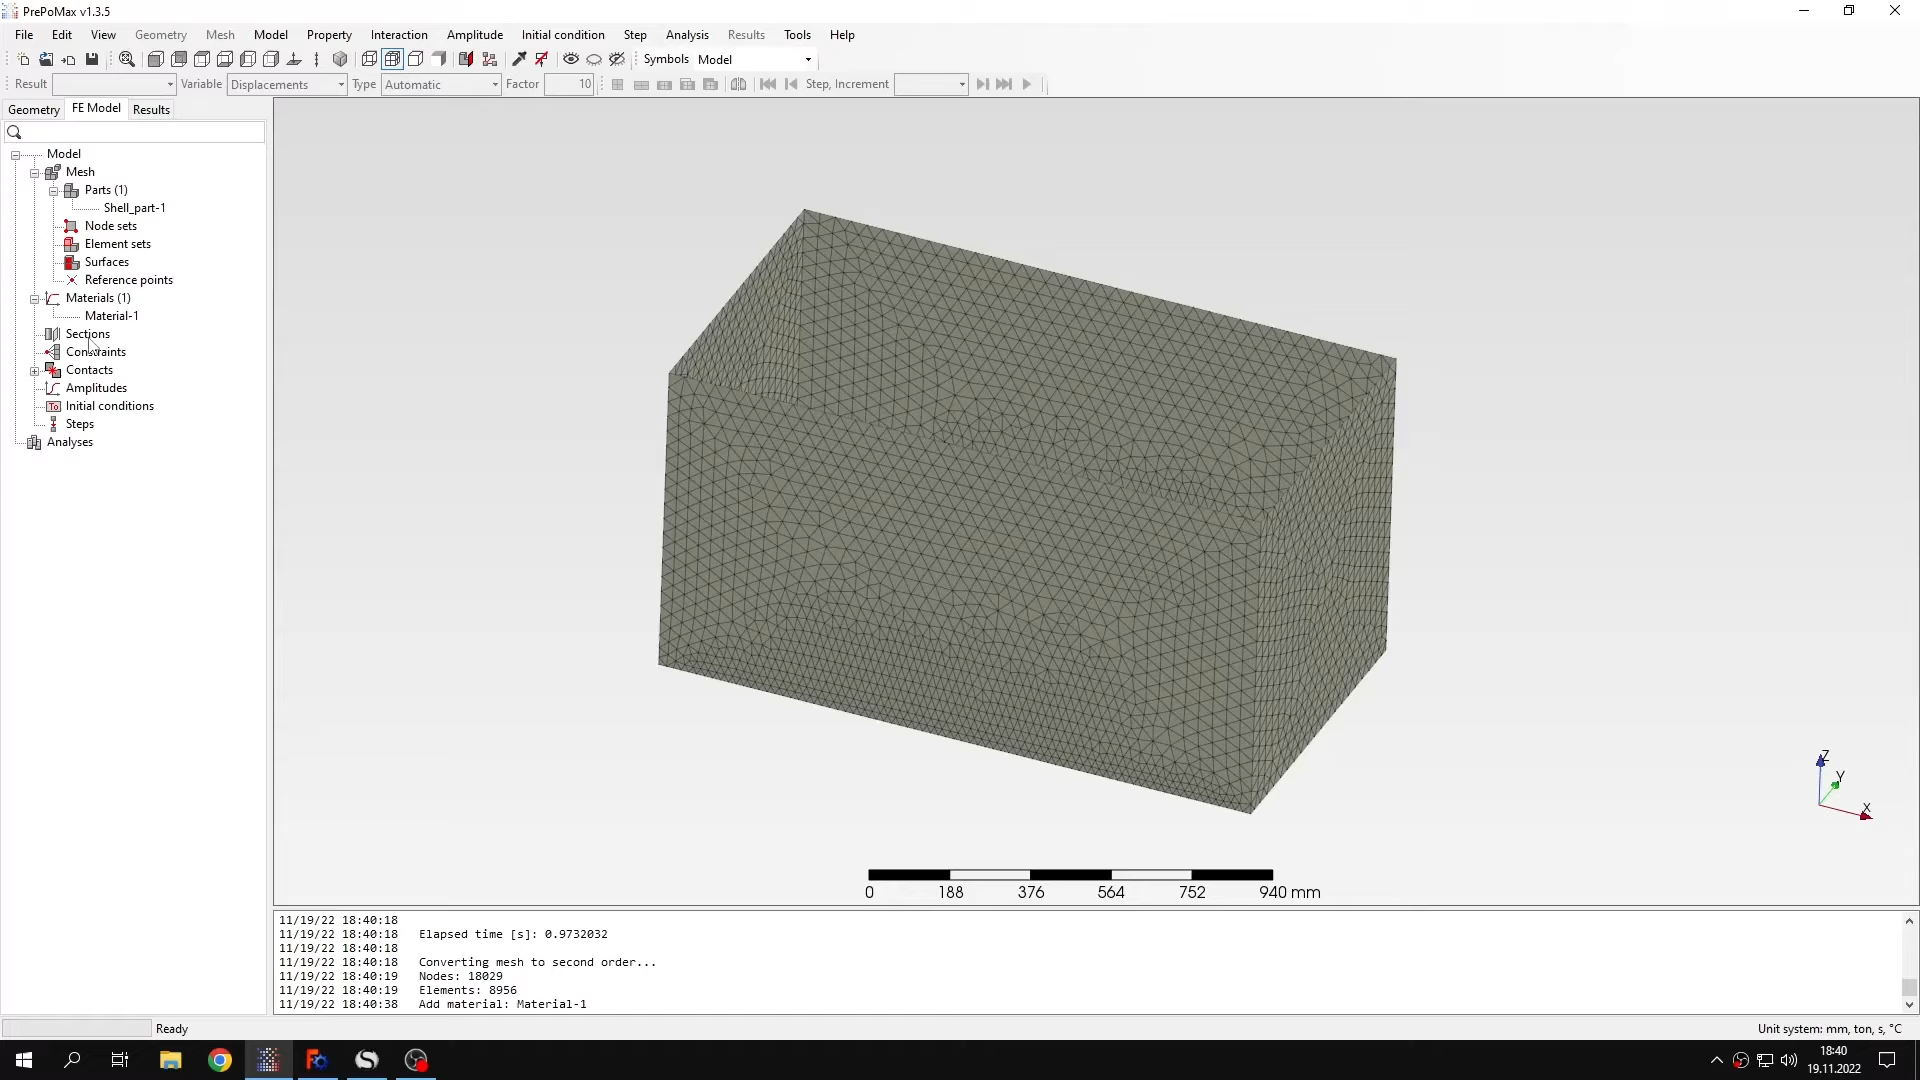 PrePoMax v1.3.5
File Edit View Geometry Mesh Model Property Interaction Amplitude Initial condition Step Analysis Results Tools Help
Symbols Model
Result Variable Displacements Type Automatic Factor 10 Step, Increment
Geometry FE Model Results
Model
Mesh
Parts (1)
Shell_part-1
Node sets
Element sets
Surfaces
Reference points
Materials (1)
Material-1
Sections
Constraints
Contacts
Amplitudes
Initial conditions
Steps
Analyses
Z
Y
X
0 188 376 564 752 940 mm
11/19/22 18:40:18
11/19/22 18:40:18 Elapsed time [s]: 0.9732032
11/19/22 18:40:18
11/19/22 18:40:18 Converting mesh to second order...
11/19/22 18:40:19 Nodes: 18029
11/19/22 18:40:19 Elements: 8956
11/19/22 18:40:38 Add material: Material-1
Ready Unit system: mm, ton, s, °C
18:40
19.11.2022